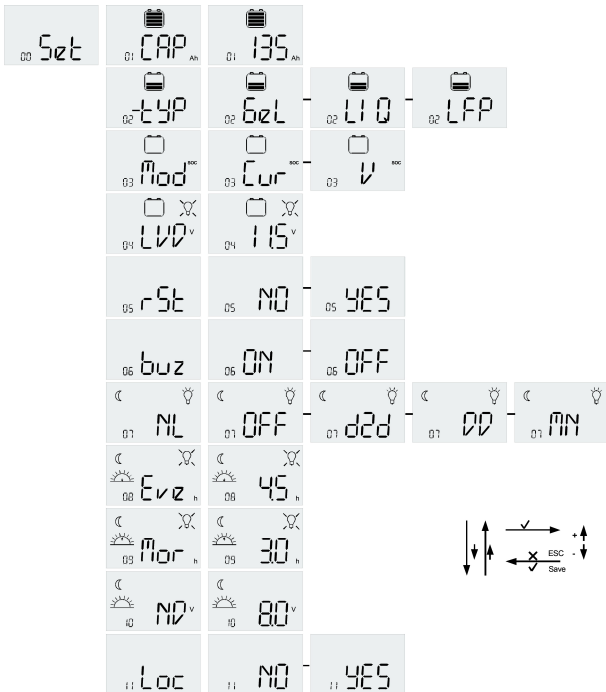 00 Set 01 CAP Ah 01 135 Ah
02 -tYP 02 GeL 02 LIQ 02 LFP
03 Mod soc 03 Cur soc 03 V soc
04 LVD v 04 11.5 v
05 rSt 05 NO 05 YES
06 buz 06 ON 06 OFF
07 NL 07 OFF 07 d2d 07 DD 07 MN
08 Eve h 08 4.5 h
09 Mor h 09 3.0 h
+
ESC -
Save
10 ND v 10 8.0 v
11 Loc 11 NO 11 YES